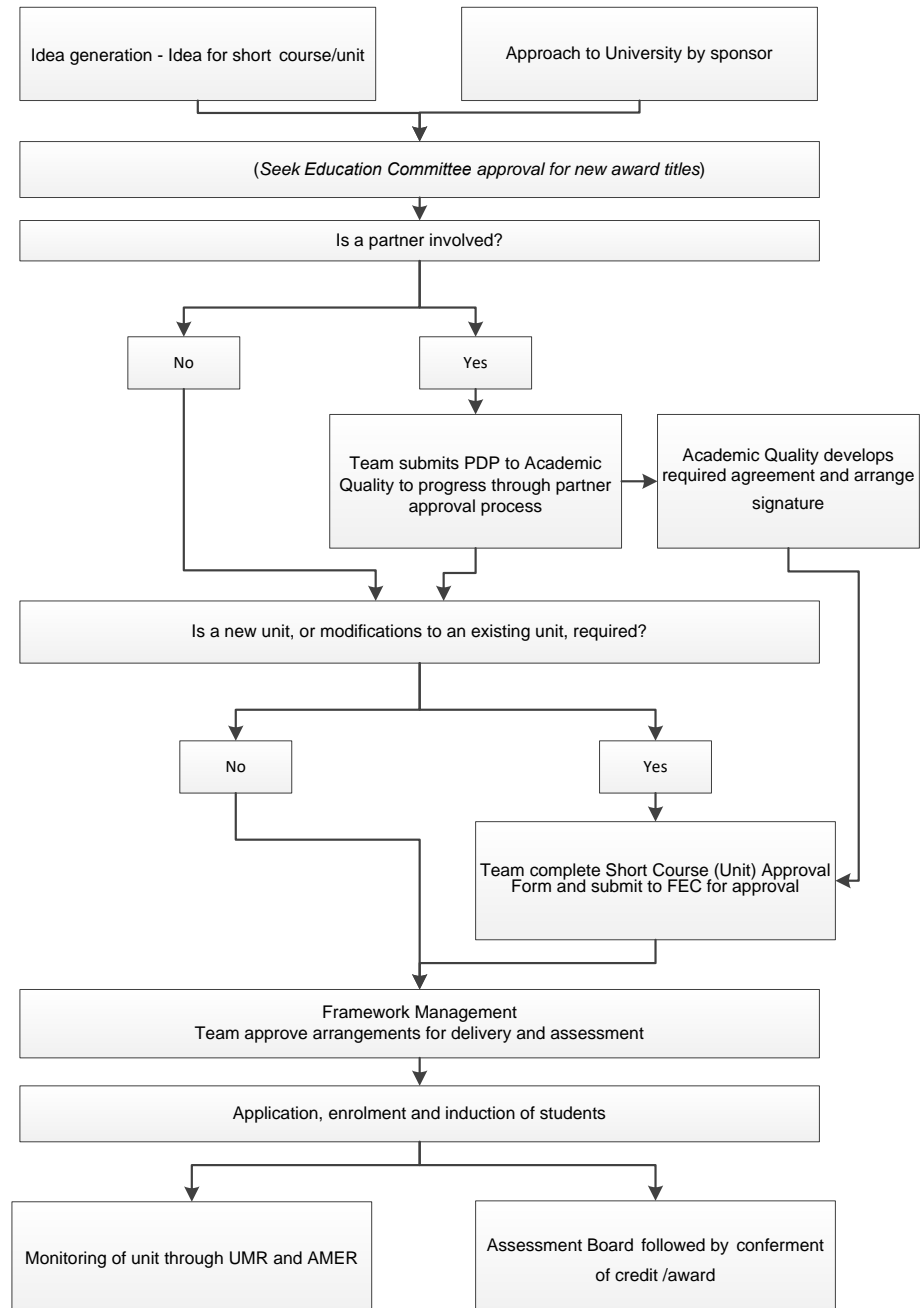 Idea generation - Idea for short course/unit
Approach to University by sponsor
(Seek Education Committee approval for new award titles)
Is a partner involved?
No
Yes
Team submits PDP to Academic
Quality to progress through partner
approval process
Academic Quality develops
required agreement and arrange
signature
Is a new unit, or modifications to an existing unit, required?
No
Yes
Team complete Short Course (Unit) Approval
Form and submit to FEC for approval
Framework Management
Team approve arrangements for delivery and assessment
Application, enrolment and induction of students
Monitoring of unit through UMR and AMER
Assessment Board followed by conferment
of credit /award